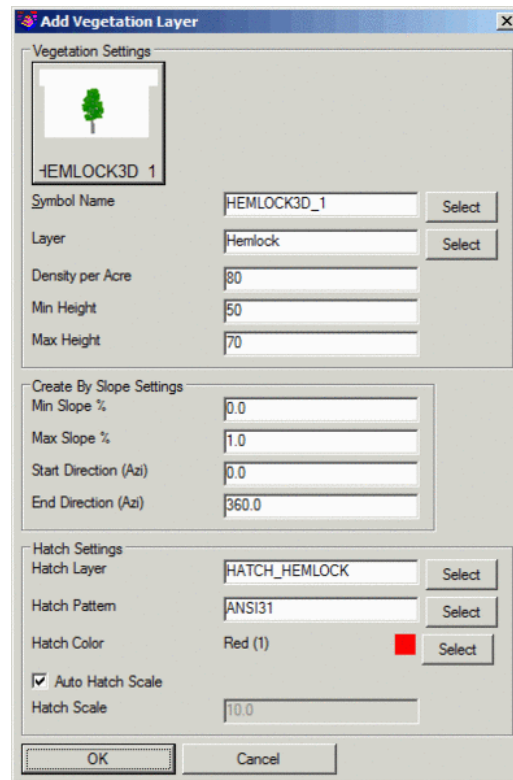 Add Vegetation Layer
Vegetation Settings
HEMLOCK3D 1
Symbol Name HEMLOCK3D_1 Select
Layer Hemlock Select
Density per Acre 80
Min Height 50
Max Height 70
Create By Slope Settings
Min Slope % 0.0
Max Slope % 1.0
Start Direction (Azi) 0.0
End Direction (Azi) 360.0
Hatch Settings
Hatch Layer HATCH_HEMLOCK Select
Hatch Pattern ANSI31 Select
Hatch Color Red (1) Select
Auto Hatch Scale
Hatch Scale 10.0
OK Cancel